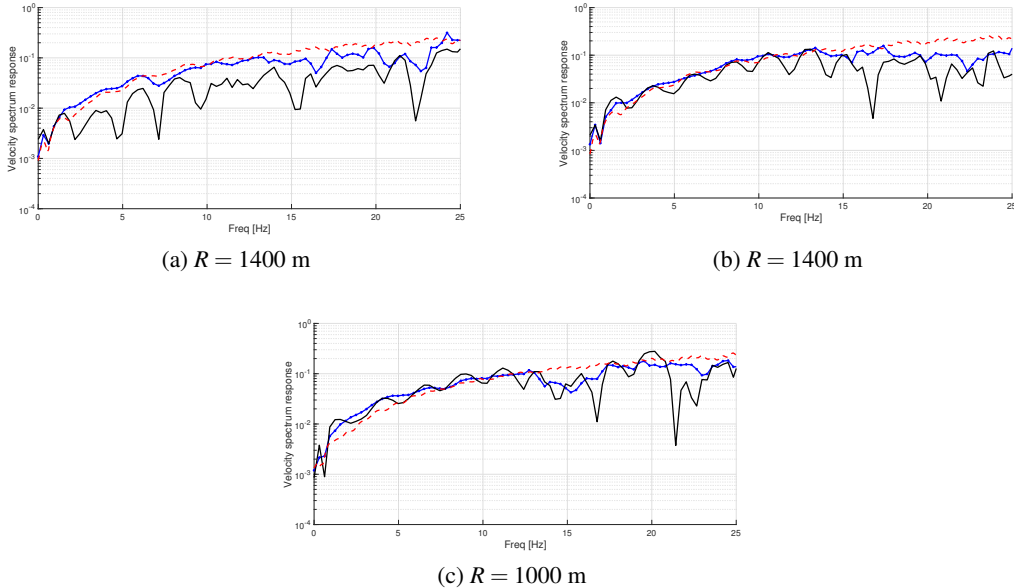 10^0
10^-1
10^-2
10^-3
10^-4
Velocity spectrum response
0 5 10 15 20 25
Freq [Hz]
(a) R = 1400 m
10^0
10^-1
10^-2
10^-3
10^-4
Velocity spectrum response
0 5 10 15 20 25
Freq [Hz]
(b) R = 1400 m
10^0
10^-1
10^-2
10^-3
10^-4
Velocity spectrum response
0 5 10 15 20 25
Freq [Hz]
(c) R = 1000 m